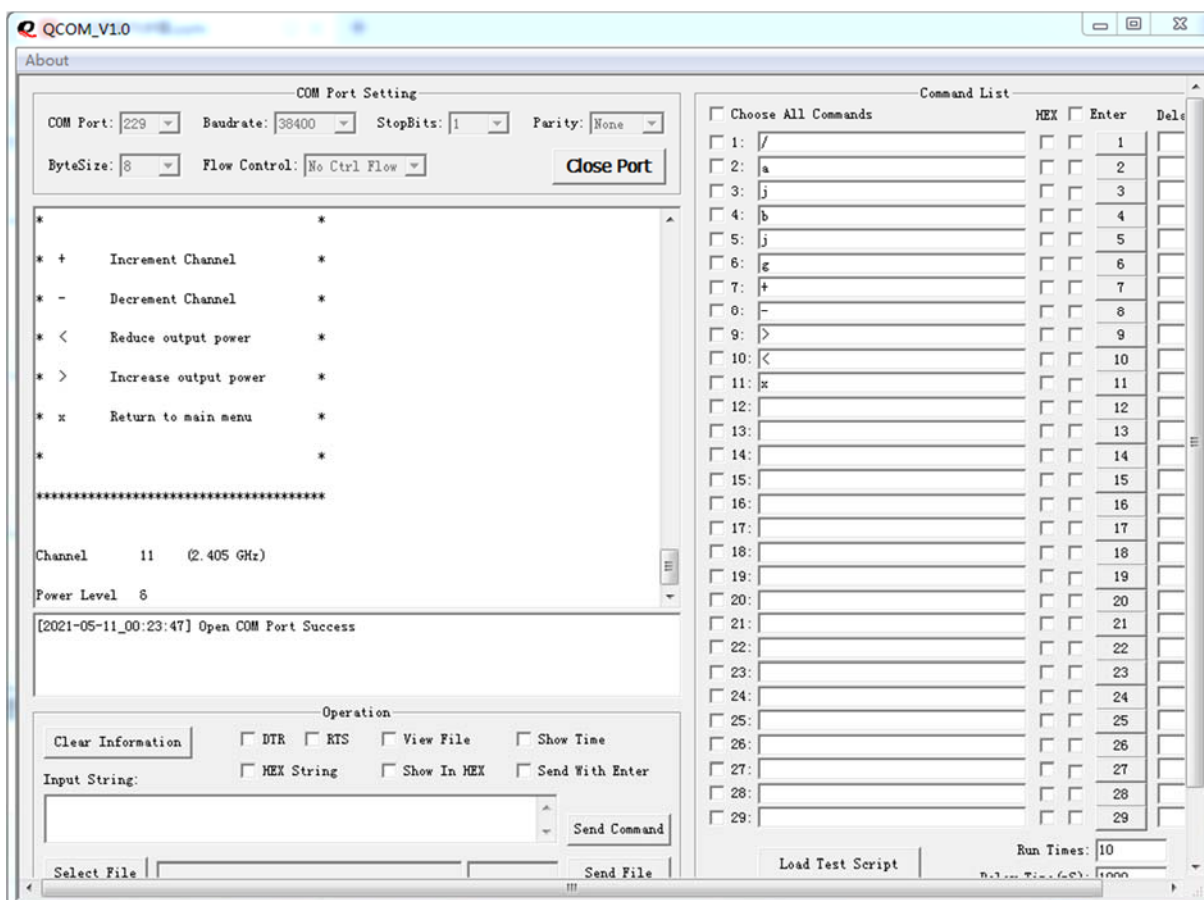 QCOM_V1.0
About
COM Port Setting
COM Port: 229 Baudrate: 38400 StopBits: 1 Parity: None
ByteSize: 8 Flow Control: No Ctrl Flow Close Port
* *
* + Increment Channel *
* - Decrement Channel *
* < Reduce output power *
* > Increase output power *
* x Return to main menu *
* *
****************************************
Channel 11 (2.405 GHz)
Power Level
[2021-05-11_00:23:47] Open COM Port Success
Operation
Clear Information DTR RTS View File Show Time
HEX String Show In HEX Send With Enter
Input String:
Send Command
Select File Send File
Command List
Choose All Commands HEX Enter
1: / 1
2: a 2
3: j 3
4: b 4
5: j 5
6: g 6
7: + 7
8: - 8
9: > 9
10: < 10
11: x 11
12: 12
13: 13
14: 14
15: 15
16: 16
17: 17
18: 18
19: 19
20: 20
21: 21
22: 22
23: 23
24: 24
25: 25
26: 26
27: 27
28: 28
29: 29
Load Test Script Run Times: 10